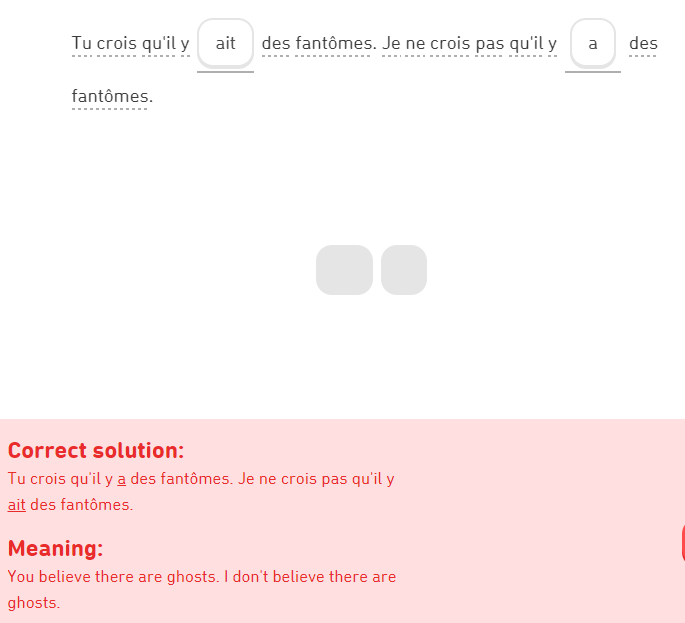 Tu crois qu'il y ait des fantômes. Je ne crois pas qu'il y a des
fantômes.
Correct solution:
Tu crois qu'il y a des fantômes. Je ne crois pas qu'il y
ait des fantômes.
Meaning:
You believe there are ghosts. I don't believe there are
ghosts.